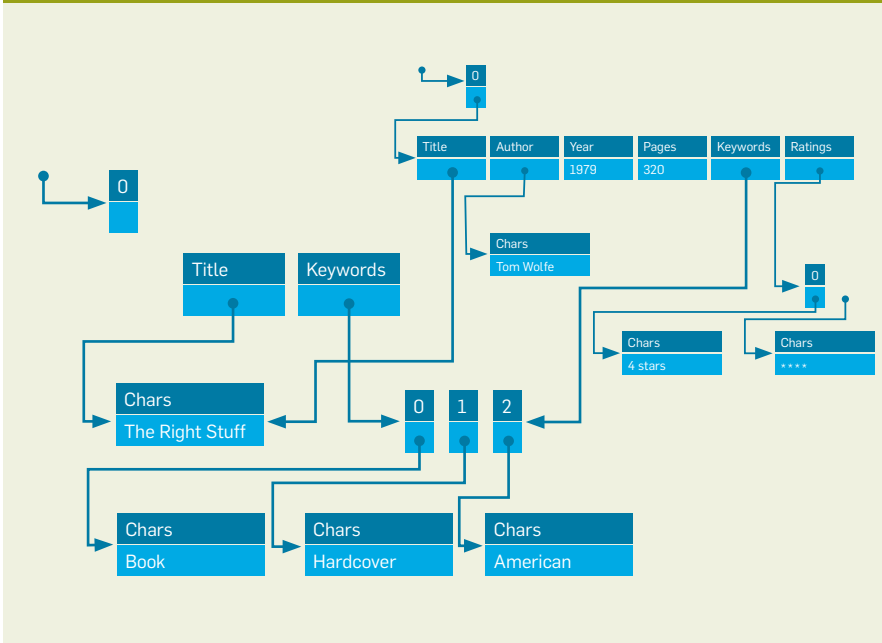 0
Title Author Year Pages Keywords Ratings
1979 320
0
Chars
Tom Wolfe
Title Keywords
0
Chars
4 stars
Chars
****
Chars
The Right Stuff
0 1 2
Chars
Book
Chars
Hardcover
Chars
American